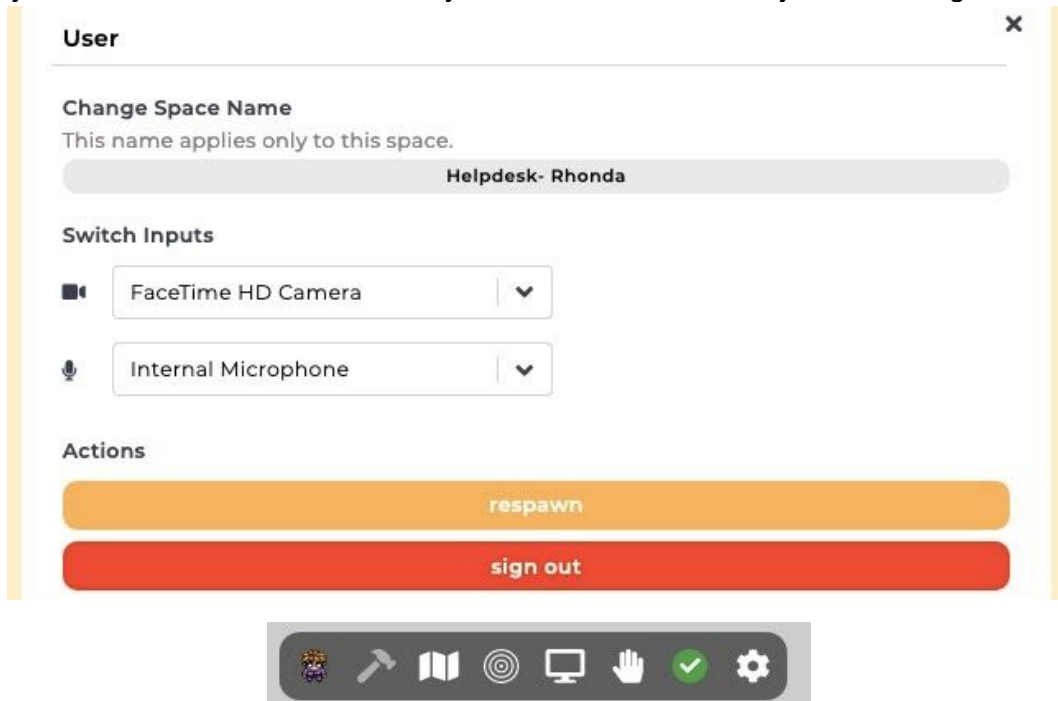 User
Change Space Name
This name applies only to this space.
Helpdesk- Rhonda
Switch Inputs
FaceTime HD Camera
Internal Microphone
Actions
respawn
sign out